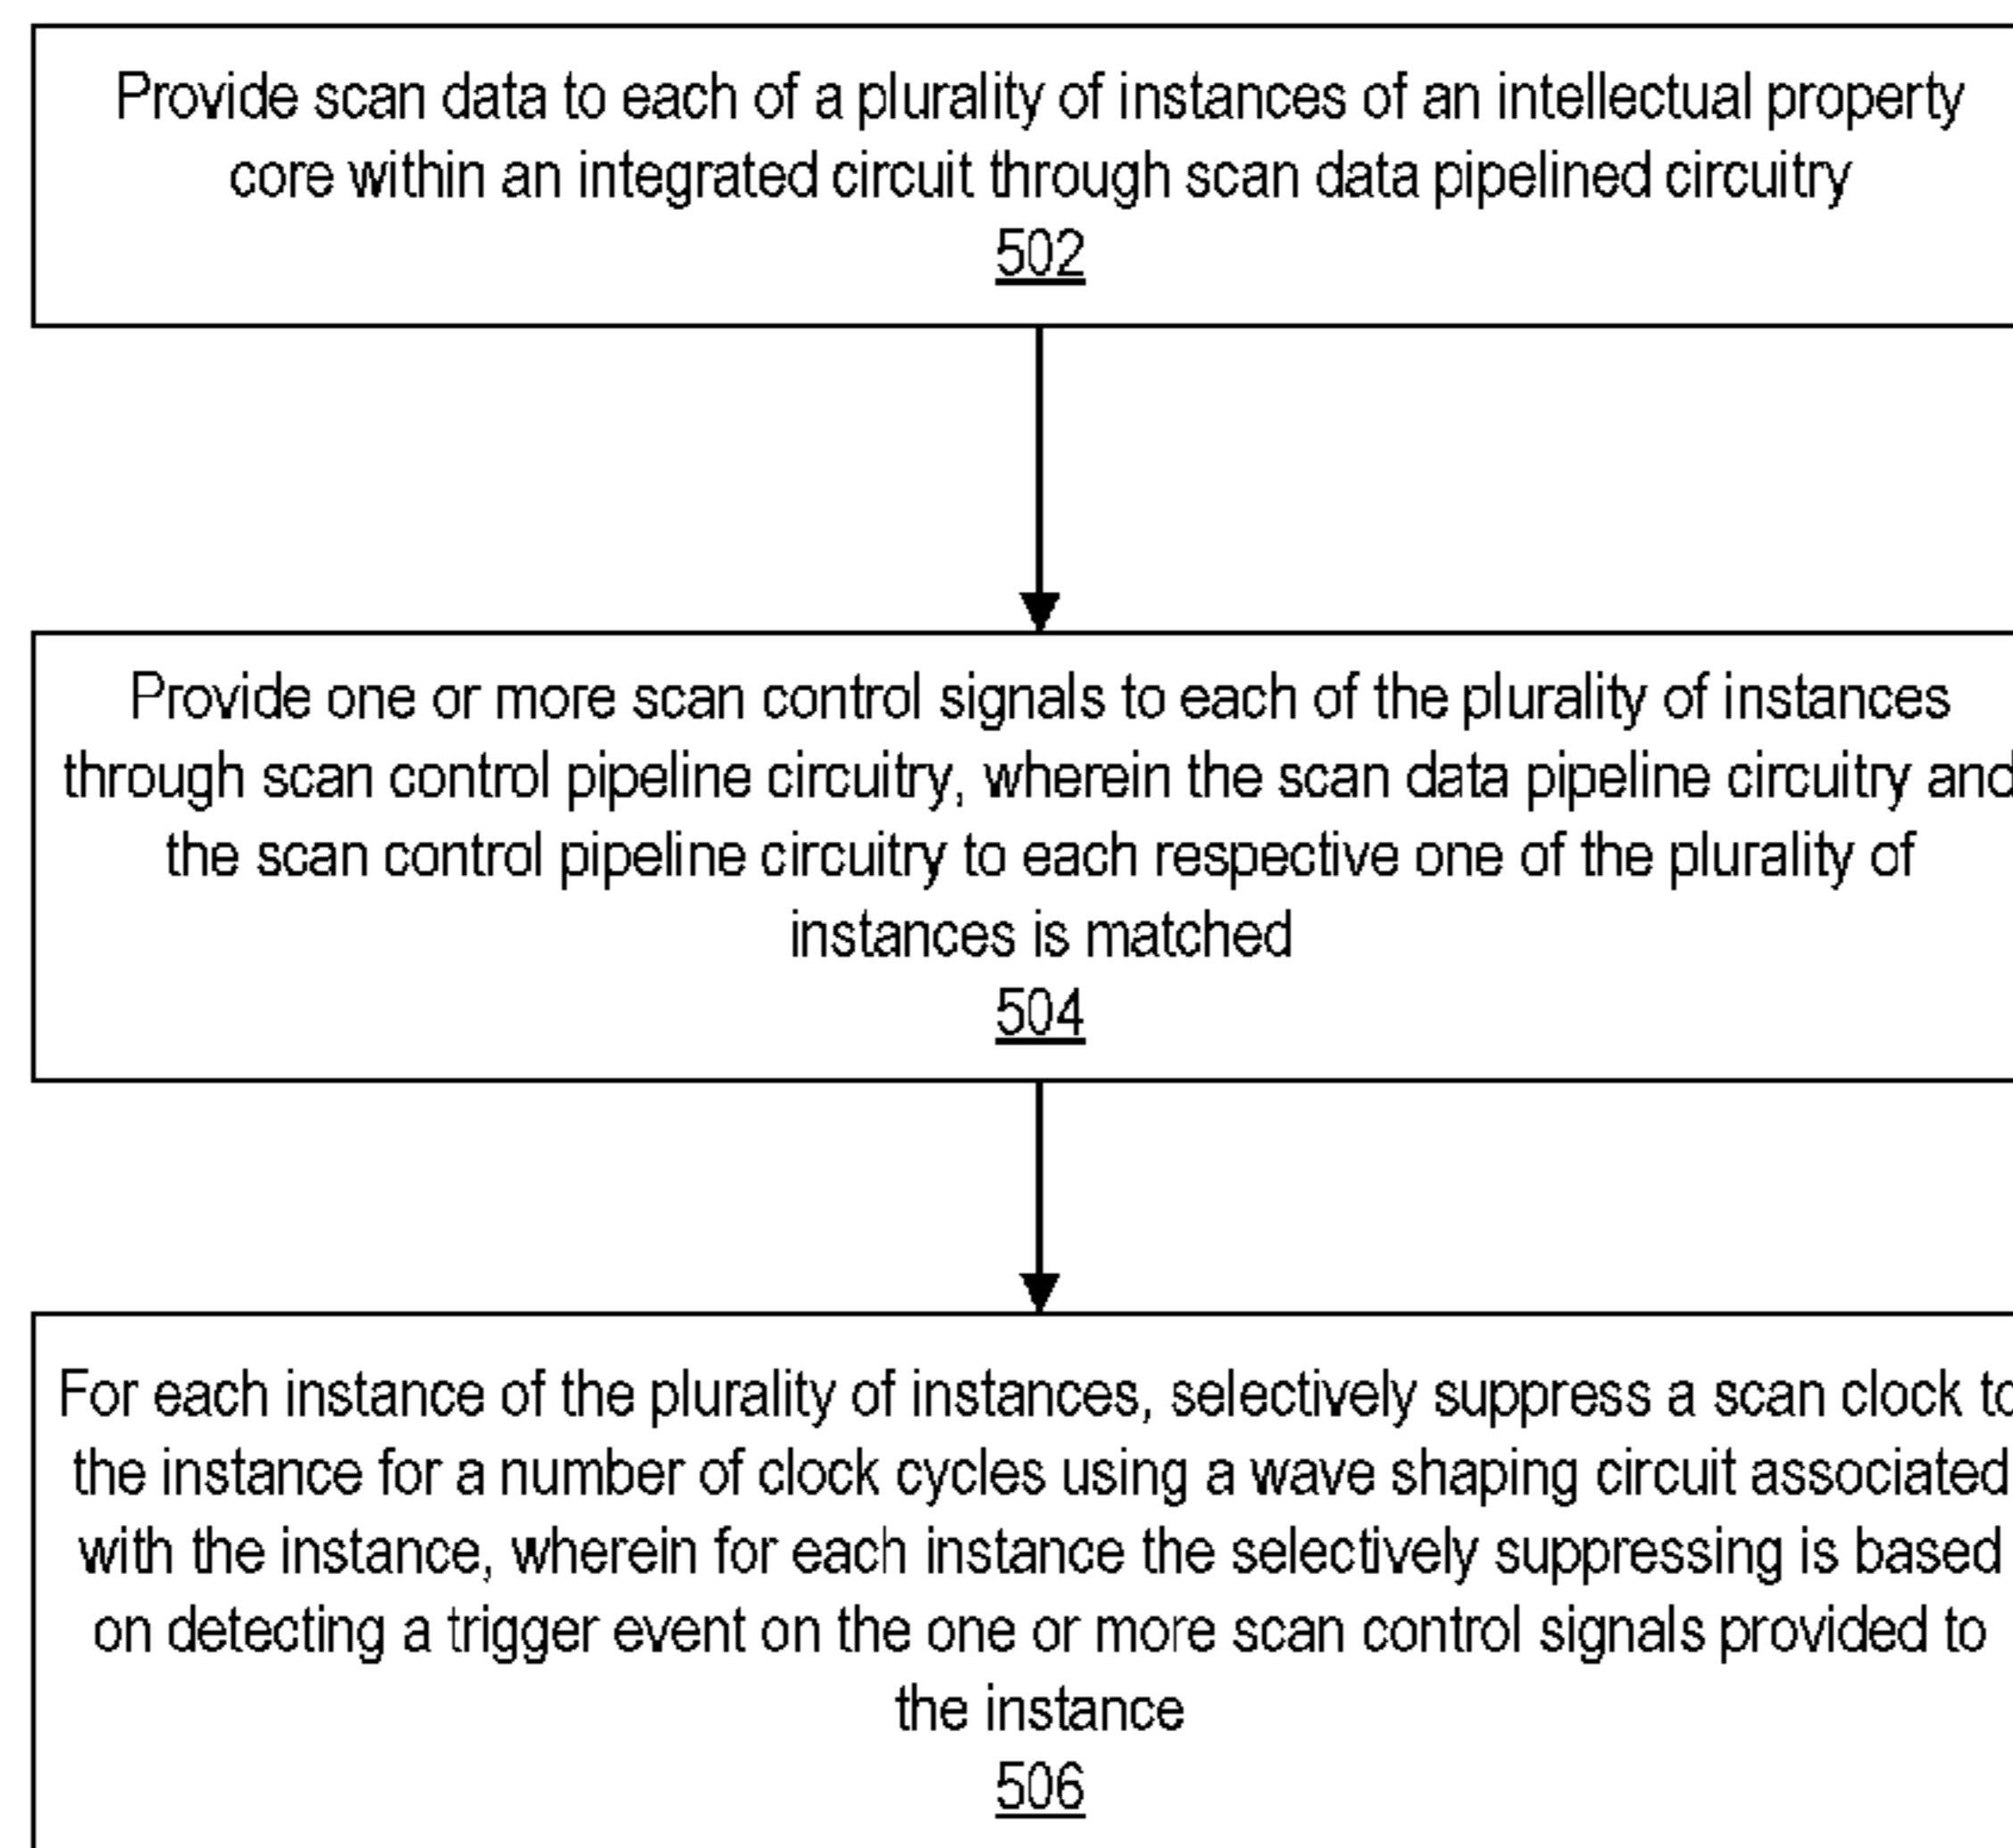 Provide scan data to each of a plurality of instances of an intellectual property
core within an integrated circuit through scan data pipelined circuitry
502
Provide one or more scan control signals to each of the plurality of instances
through scan control pipeline circuitry, wherein the scan data pipeline circuitry and
the scan control pipeline circuitry to each respective one of the plurality of
instances is matched
504
For each instance of the plurality of instances, selectively suppress a scan clock to
the instance for a number of clock cycles using a wave shaping circuit associated
with the instance, wherein for each instance the selectively suppressing is based
on detecting a trigger event on the one or more scan control signals provided to
the instance
506